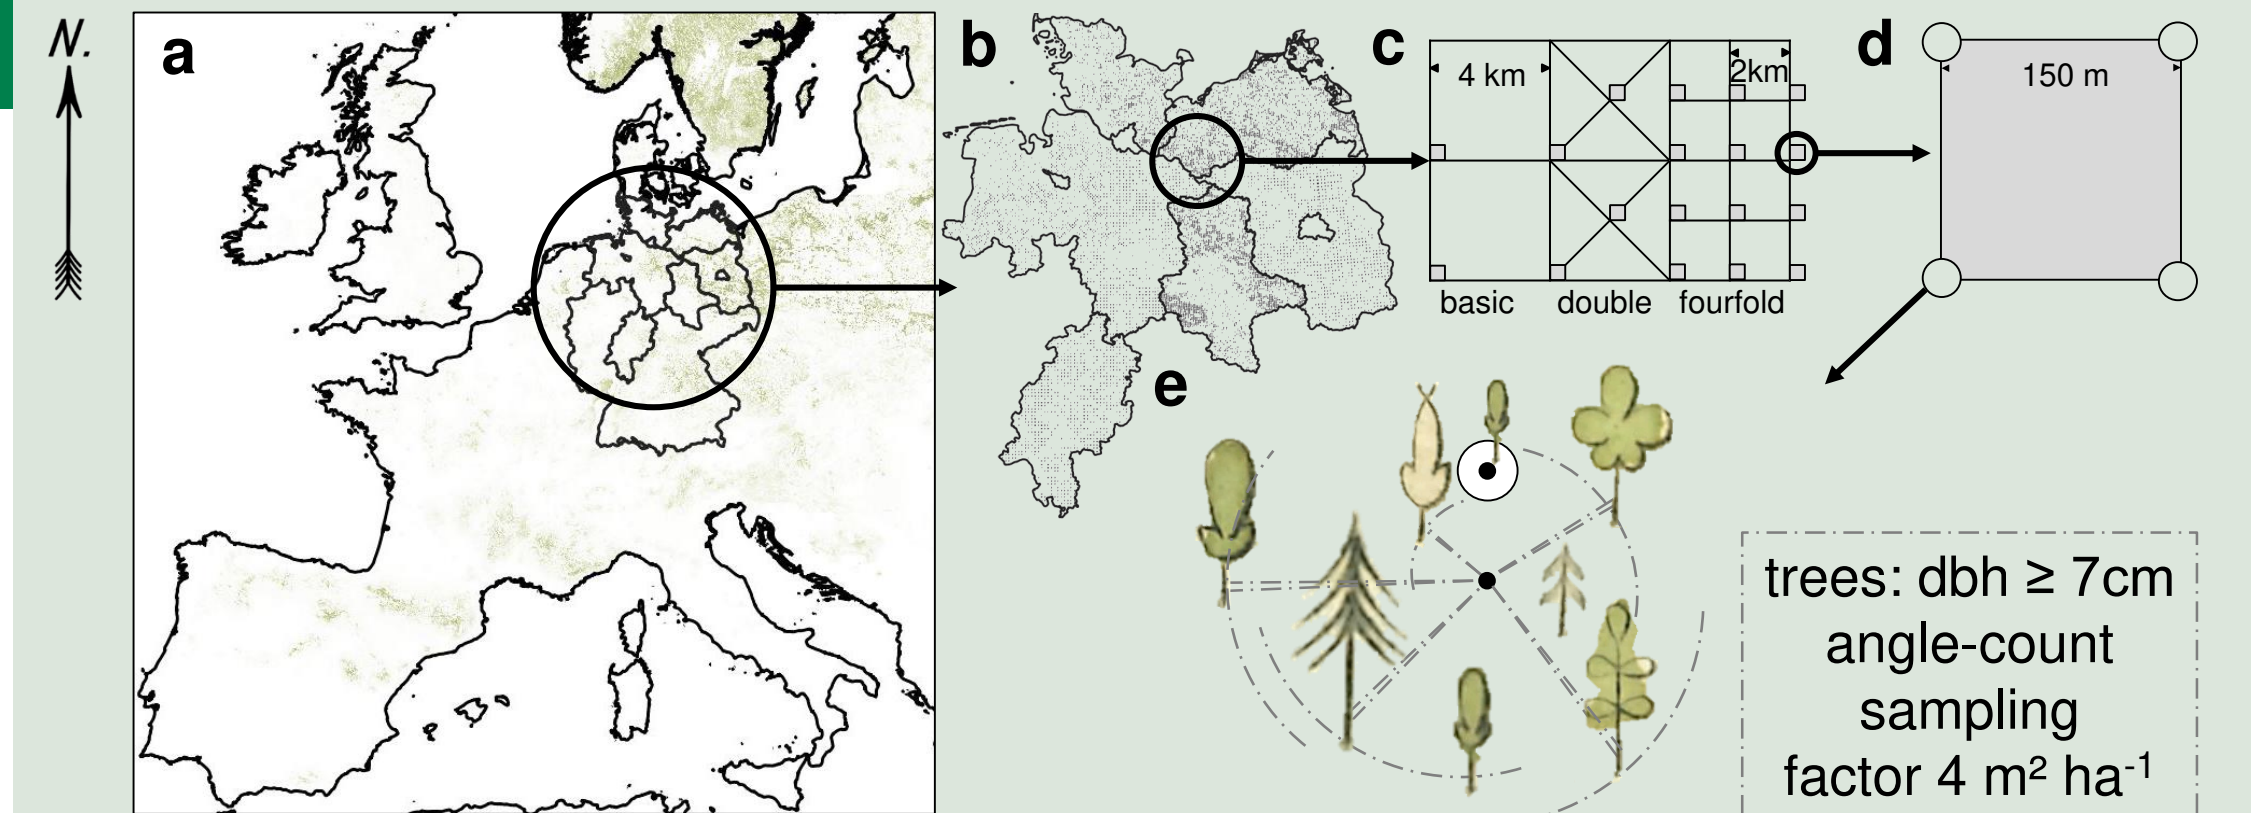 N.
a
b
c
d
4 km
2km
150 m
basic
double
fourfold
e
trees: dbh ≥ 7cm
angle-count
sampling
factor 4 m² ha⁻¹